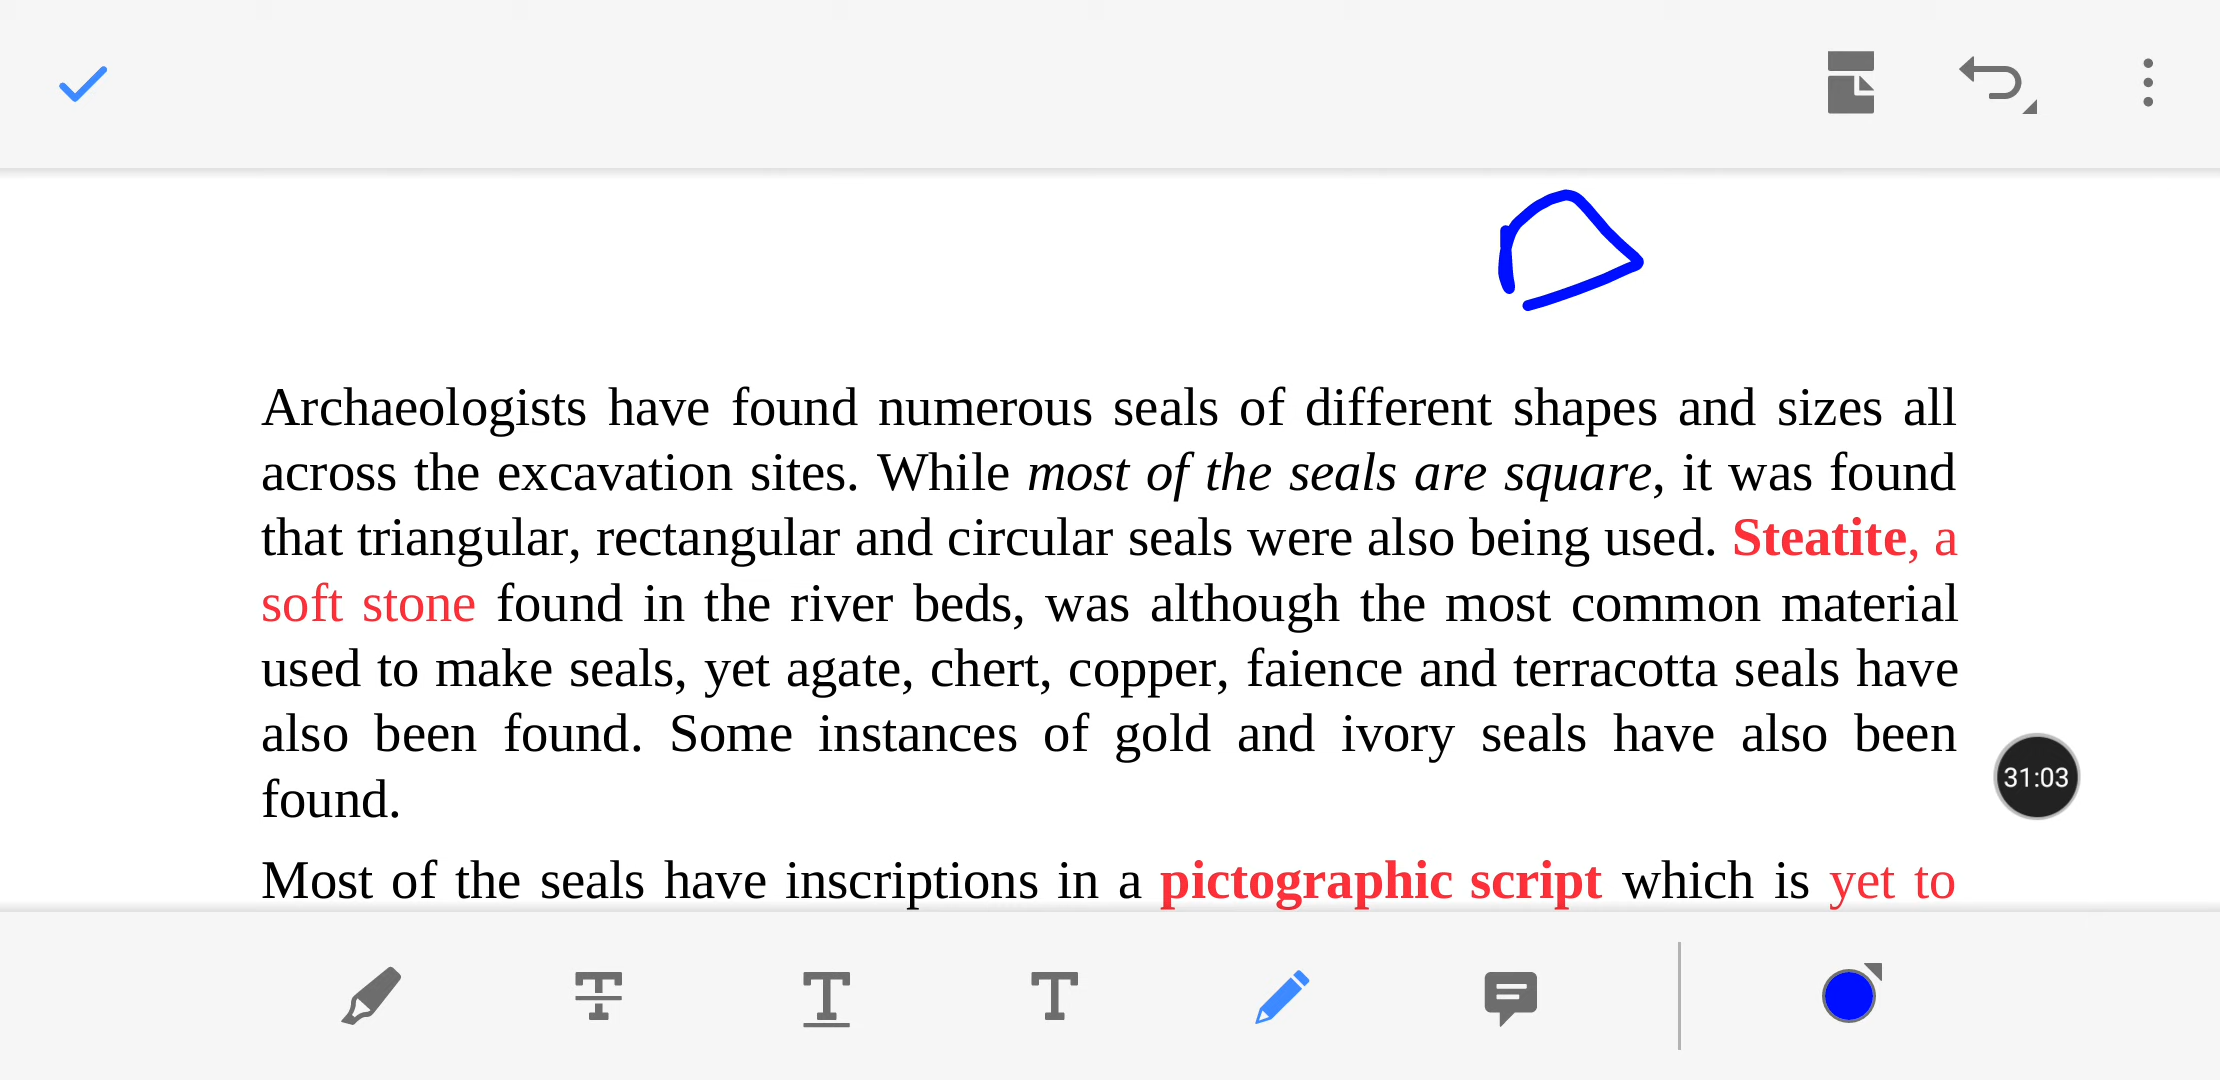 Archaeologists have found numerous seals of different shapes and sizes all
across the excavation sites. While most of the seals are square, it was found
that triangular, rectangular and circular seals were also being used. Steatite, a
soft stone found in the river beds, was although the most common material
used to make seals, yet agate, chert, copper, faience and terracotta seals have
also been found. Some instances of gold and ivory seals have also been
found.
31:03
Most of the seals have inscriptions in a pictographic script which is yet to